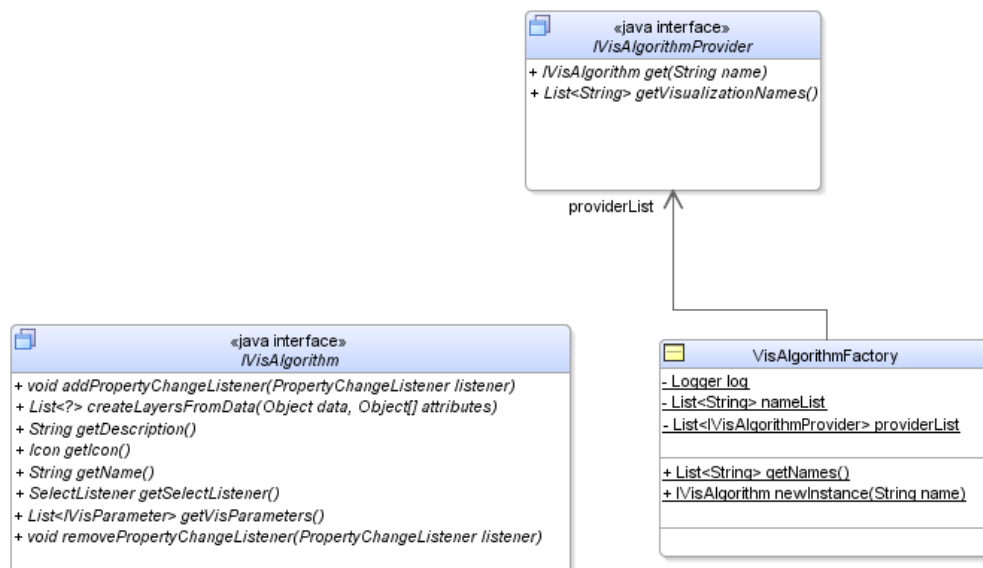 «java interface»
IVisAlgorithmProvider
+ IVisAlgorithm get(String name)
+ List<String> getVisualizationNames()
providerList
«java interface»
IVisAlgorithm
+ void addPropertyChangeListener(PropertyChangeListener listener)
+ List<?> createLayersFromData(Object data, Object[] attributes)
+ String getDescription()
+ Icon getIcon()
+ String getName()
+ SelectListener getSelectListener()
+ List<IVisParameter> getVisParameters()
+ void removePropertyChangeListener(PropertyChangeListener listener)
VisAlgorithmFactory
- Logger log
- List<String> nameList
- List<IVisAlgorithmProvider> providerList
+ List<String> getNames()
+ IVisAlgorithm newInstance(String name)